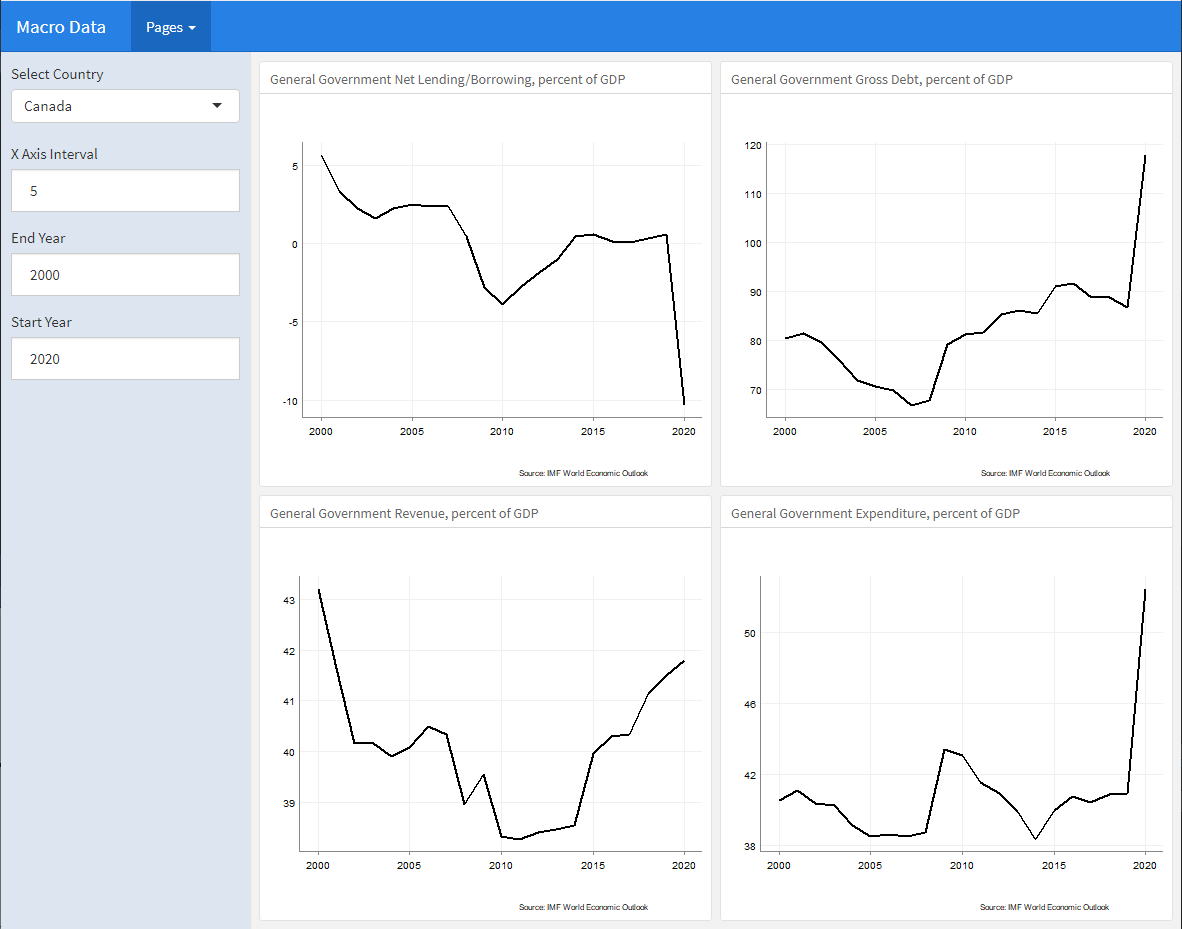 Macro Data
Pages
Select Country
Canada
X Axis Interval
5
End Year
2000
Start Year
2020
General Government Net Lending/Borrowing, percent of GDP
5
0
-5
-10
2000 2005 2010 2015 2020
Source: IMF World Economic Outlook
General Government Gross Debt, percent of GDP
120
110
100
90
80
70
2000 2005 2010 2015 2020
Source: IMF World Economic Outlook
General Government Revenue, percent of GDP
43
42
41
40
39
2000 2005 2010 2015 2020
Source: IMF World Economic Outlook
General Government Expenditure, percent of GDP
50
46
42
38
2000 2005 2010 2015 2020
Source: IMF World Economic Outlook